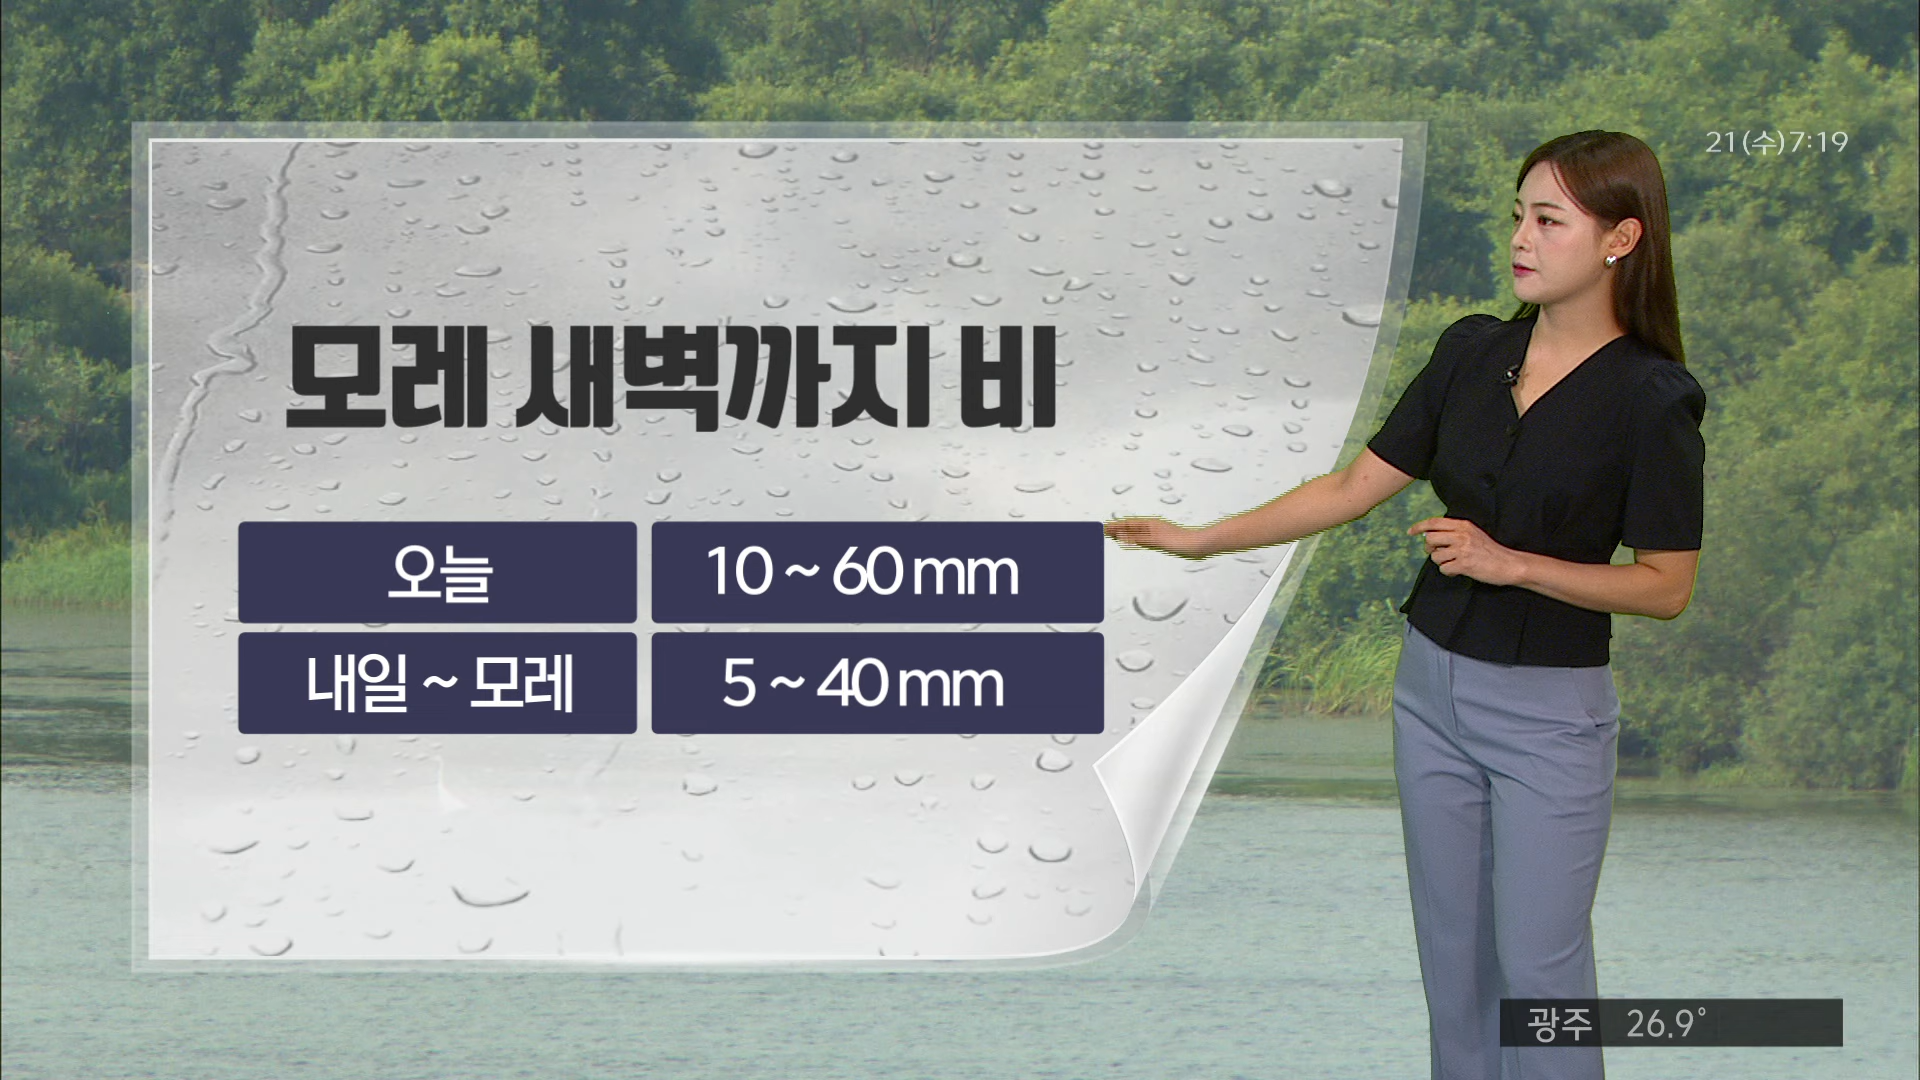 21(수)7:19
모레 새벽까지 비
오늘 10~60mm
내일~모레 5~40mm
광주 26.9°